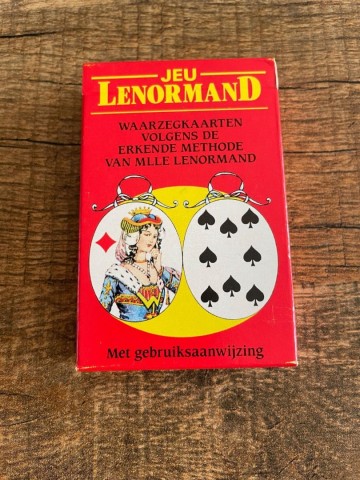 JEU
LENORMAND
WAARZEGKAARTEN
VOLGENS DE
ERKENDE METHODE
VAN MLLE LENORMAND
Met gebruiksaanwijzing